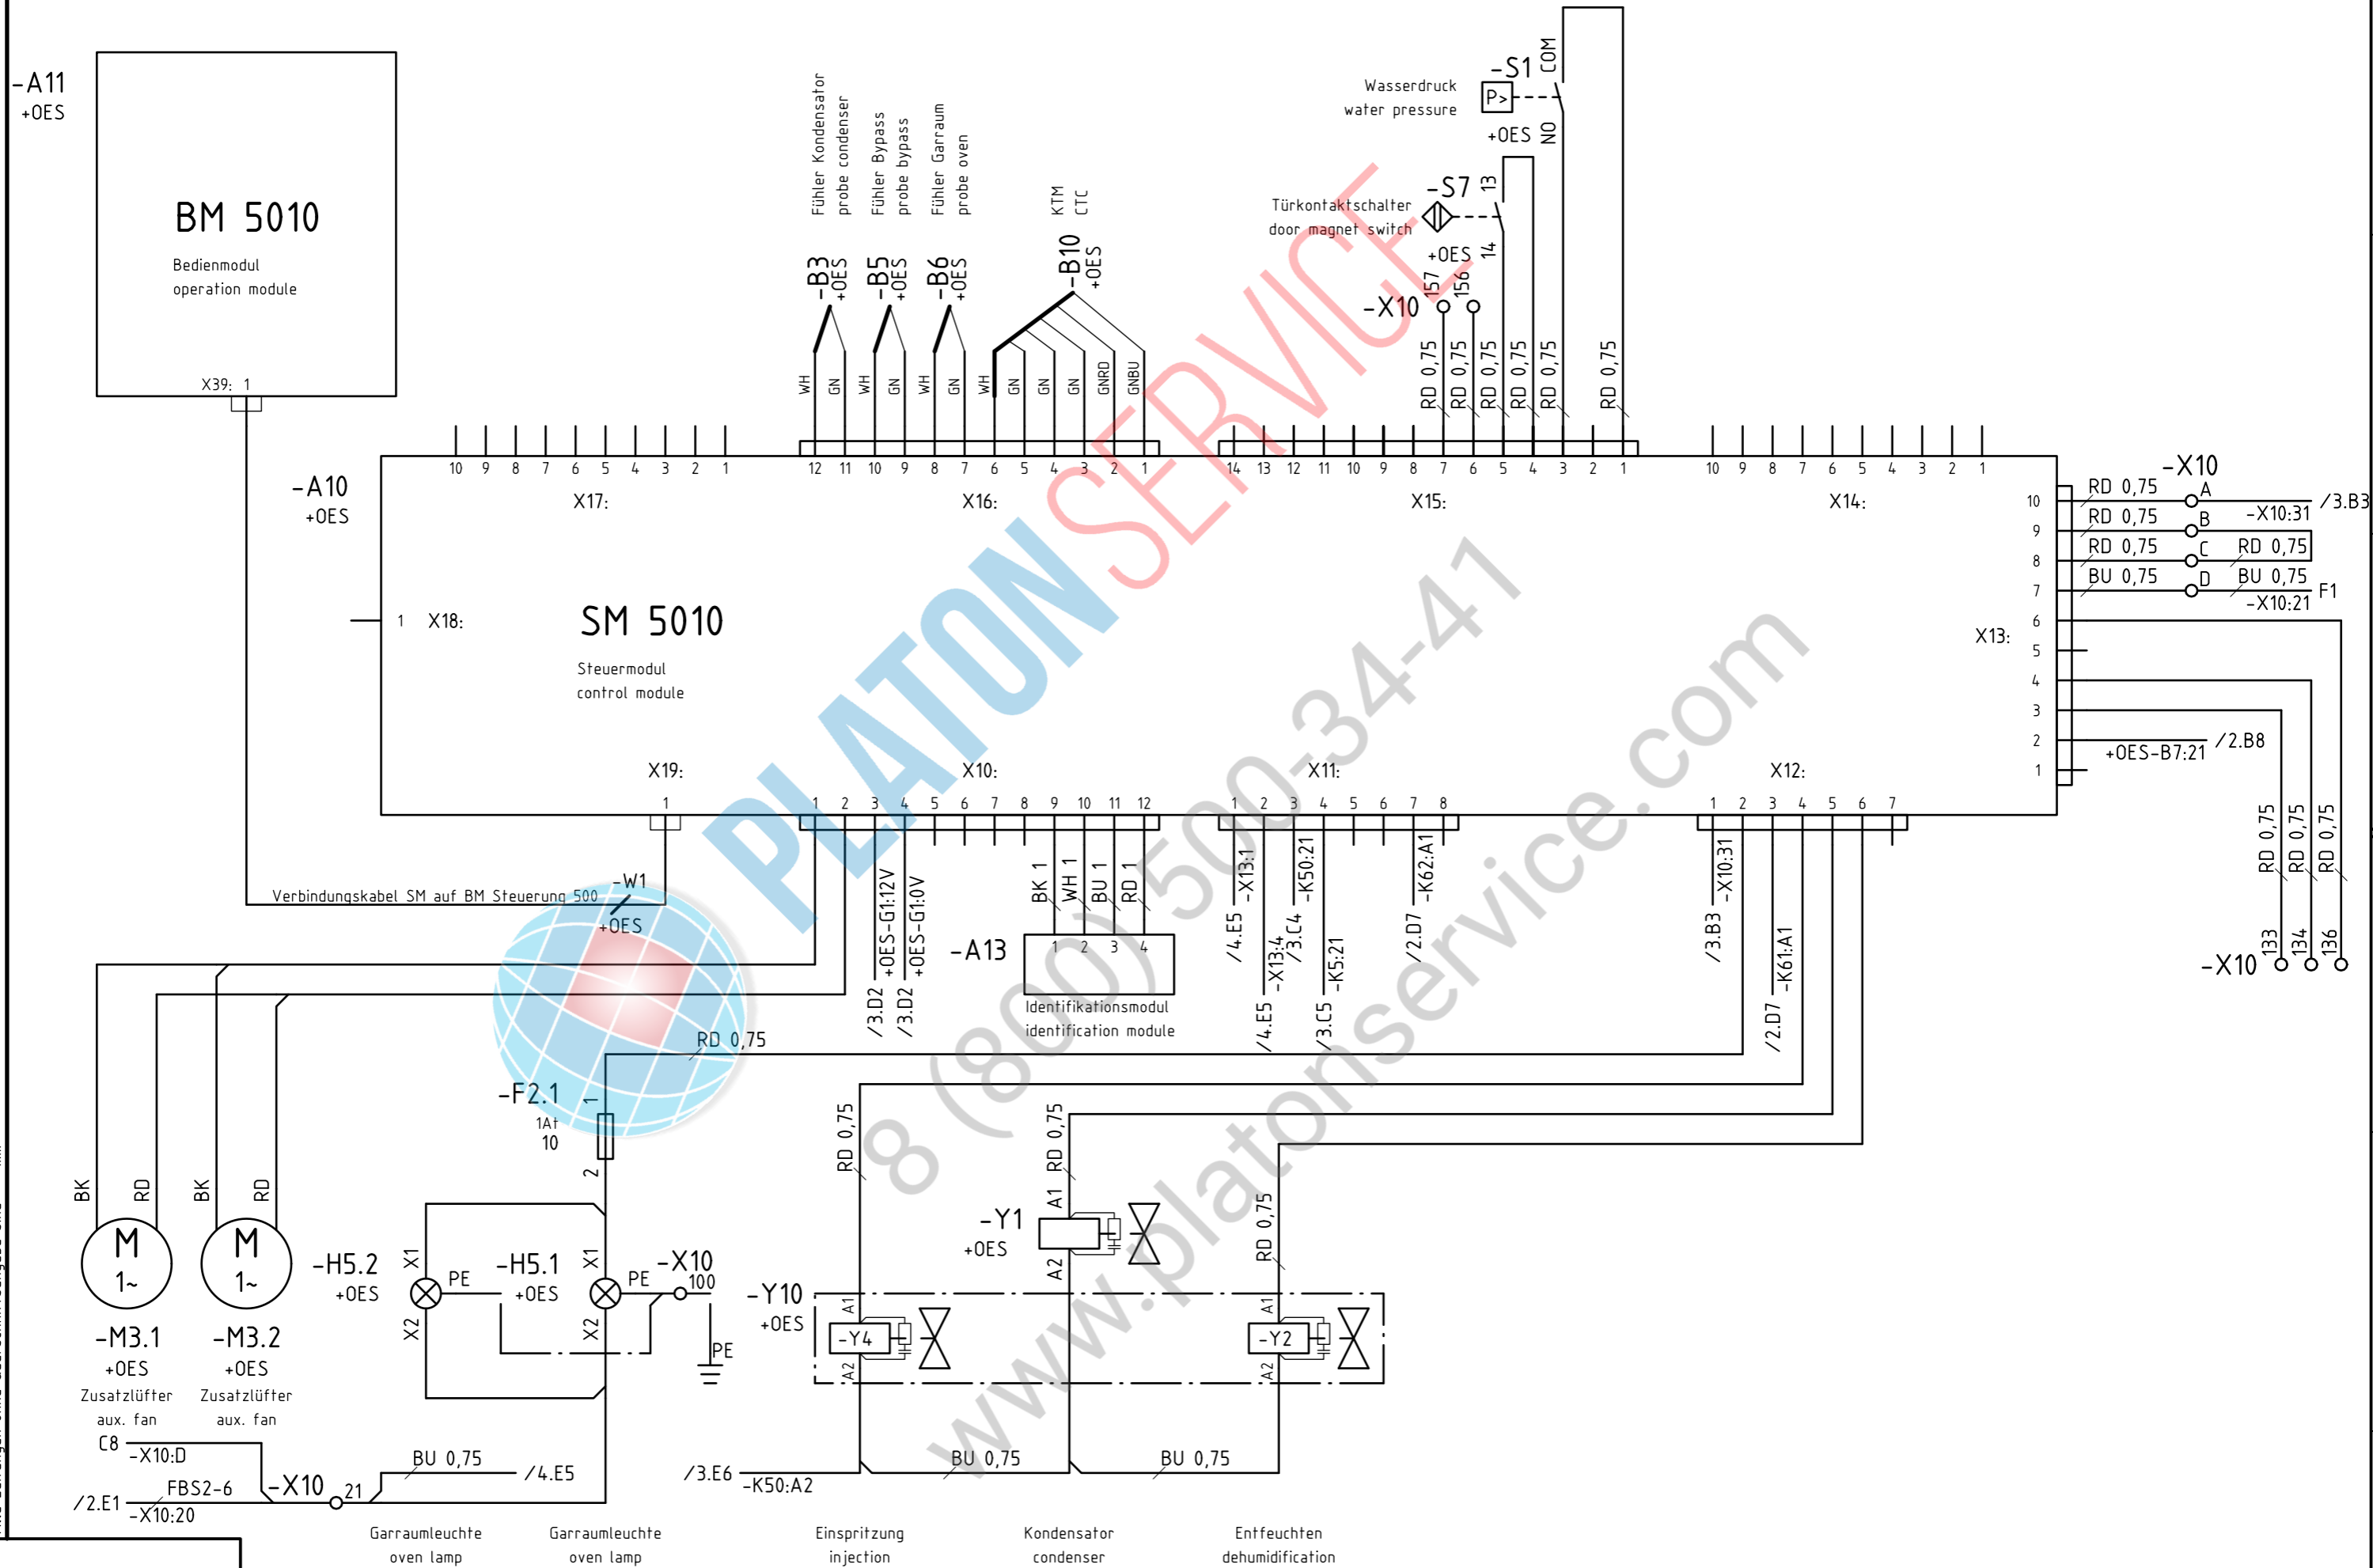 -A11
+OES
BM 5010
Bedienmodul
operation module
X39: 1
Fühler Kondensator
probe condenser
Fühler Bypass
probe bypass
Fühler Garraum
probe oven
KTM
CTC
-B3
+OES
-B5
+OES
-B6
+OES
-B10
+OES
WH
GN
WH
GN
WH
GN
WH
GN
GN
GN
GNRD
GNBU
Wasserdruck
water pressure
-S1
P>
+OES
COM
NO
Türkontaktschalter
door magnet switch
-S7
+OES
13
14
-X10
157
156
RD 0,75
RD 0,75
RD 0,75
RD 0,75
RD 0,75
RD 0,75
-A10
+OES
10 9 8 7 6 5 4 3 2 1
X17:
12 11 10 9 8 7 6 5 4 3 2 1
X16:
14 13 12 11 10 9 8 7 6 5 4 3 2 1
X15:
10 9 8 7 6 5 4 3 2 1
X14:
1 X18:
SM 5010
Steuermodul
control module
X13:
10
9
8
7
6
5
4
3
2
1
-X10
RD 0,75 A
-X10:31 /3.B3
RD 0,75 B
RD 0,75 C RD 0,75
BU 0,75 D BU 0,75 F1
-X10:21
+OES-B7:21 /2.B8
RD 0,75
RD 0,75
RD 0,75
-X10
133
134
136
X19:
1
X10:
1 2 3 4 5 6 7 8 9 10 11 12
X11:
1 2 3 4 5 6 7 8
X12:
1 2 3 4 5 6 7
Verbindungskabel SM auf BM Steuerung 500
-W1
+OES
/3.D2 +OES-G1:12V
/3.D2 +OES-G1:0V
BK 1
WH 1
BU 1
RD 1
-A13
1 2 3 4
Identifikationsmodul
identification module
/4.E5 -X13:1
/4.E5 -X13:4
/3.C4 -K50:21
/3.C5 -K5:21
/2.D7 -K62:A1
/3.B3 -X10:31
/2.D7 -K61:A1
RD 0,75
-F2.1
1At
10
1
2
BK
RD
BK
RD
M
1~
M
1~
-M3.1
+OES
Zusatzlüfter
aux. fan
-M3.2
+OES
Zusatzlüfter
aux. fan
-H5.2
+OES
X1
X2
PE
-H5.1
+OES
X1
X2
PE
-X10
100
PE
RD 0,75
RD 0,75
RD 0,75
-Y1
+OES
A1
A2
-Y10
+OES
A1
-Y4
A2
A1
-Y2
A2
C8
-X10:D
/2.E1
FBS2-6
-X10:20
-X10 21
BU 0,75
/4.E5
/3.E6
-K50:A2
BU 0,75
BU 0,75
Garraumleuchte
oven lamp
Garraumleuchte
oven lamp
Einspritzung
injection
Kondensator
condenser
Entfeuchten
dehumidification
PLATONSERVICE
8 (800) 500-34-41
www.platonservice.com